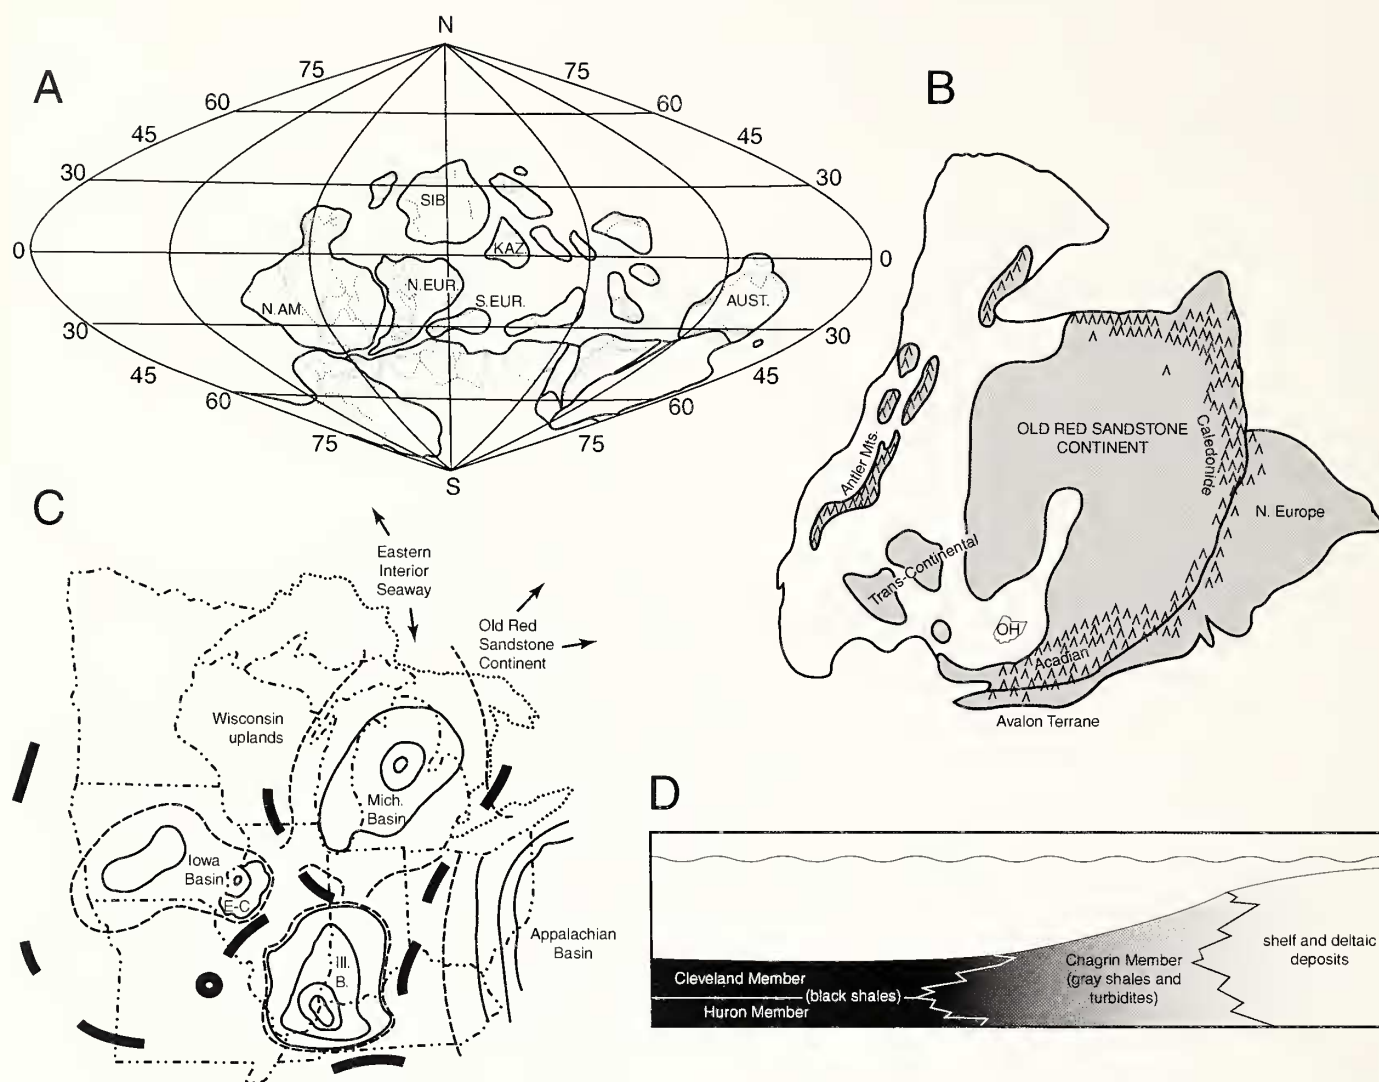 A
N
75
75
60
60
45
45
30
30
SIB.
KAZ.
0
0
N.EUR.
S.EUR.
AUST.
N.AM.
30
30
45
45
60
60
75
75
S
B
OLD RED SANDSTONE
CONTINENT
Caledonide
Antler Mts.
N. Europe
Trans-Continental
OH
Acadian
Avalon Terrane
C
Eastern
Interior
Seaway
Old Red
Sandstone
Continent
Wisconsin
uplands
Mich.
Basin
Iowa
Basin
E-C
Ill.
B.
Appalachian
Basin
D
Cleveland Member
(black shales)
Huron Member
Chagrin Member
(gray shales and
turbidites)
shelf and deltaic
deposits